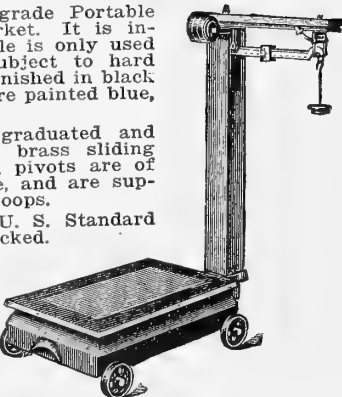 grade Portable
rket. It is in-
le is only used
ubject to hard
nished in black
re painted blue,
graduated and
brass sliding
pivots are of
e, and are sup-
oops.
U. S. Standard
cked.